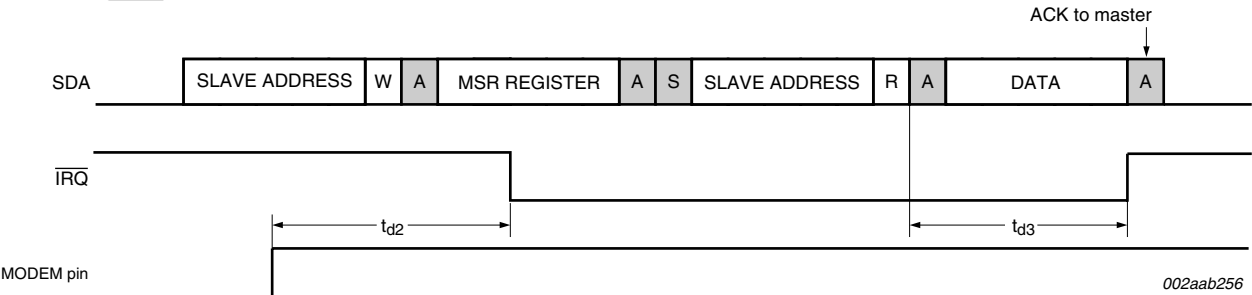 ACK to master
SDA SLAVE ADDRESS W A MSR REGISTER A S SLAVE ADDRESS R A DATA A
IRQ
td2 td3
MODEM pin
002aab256